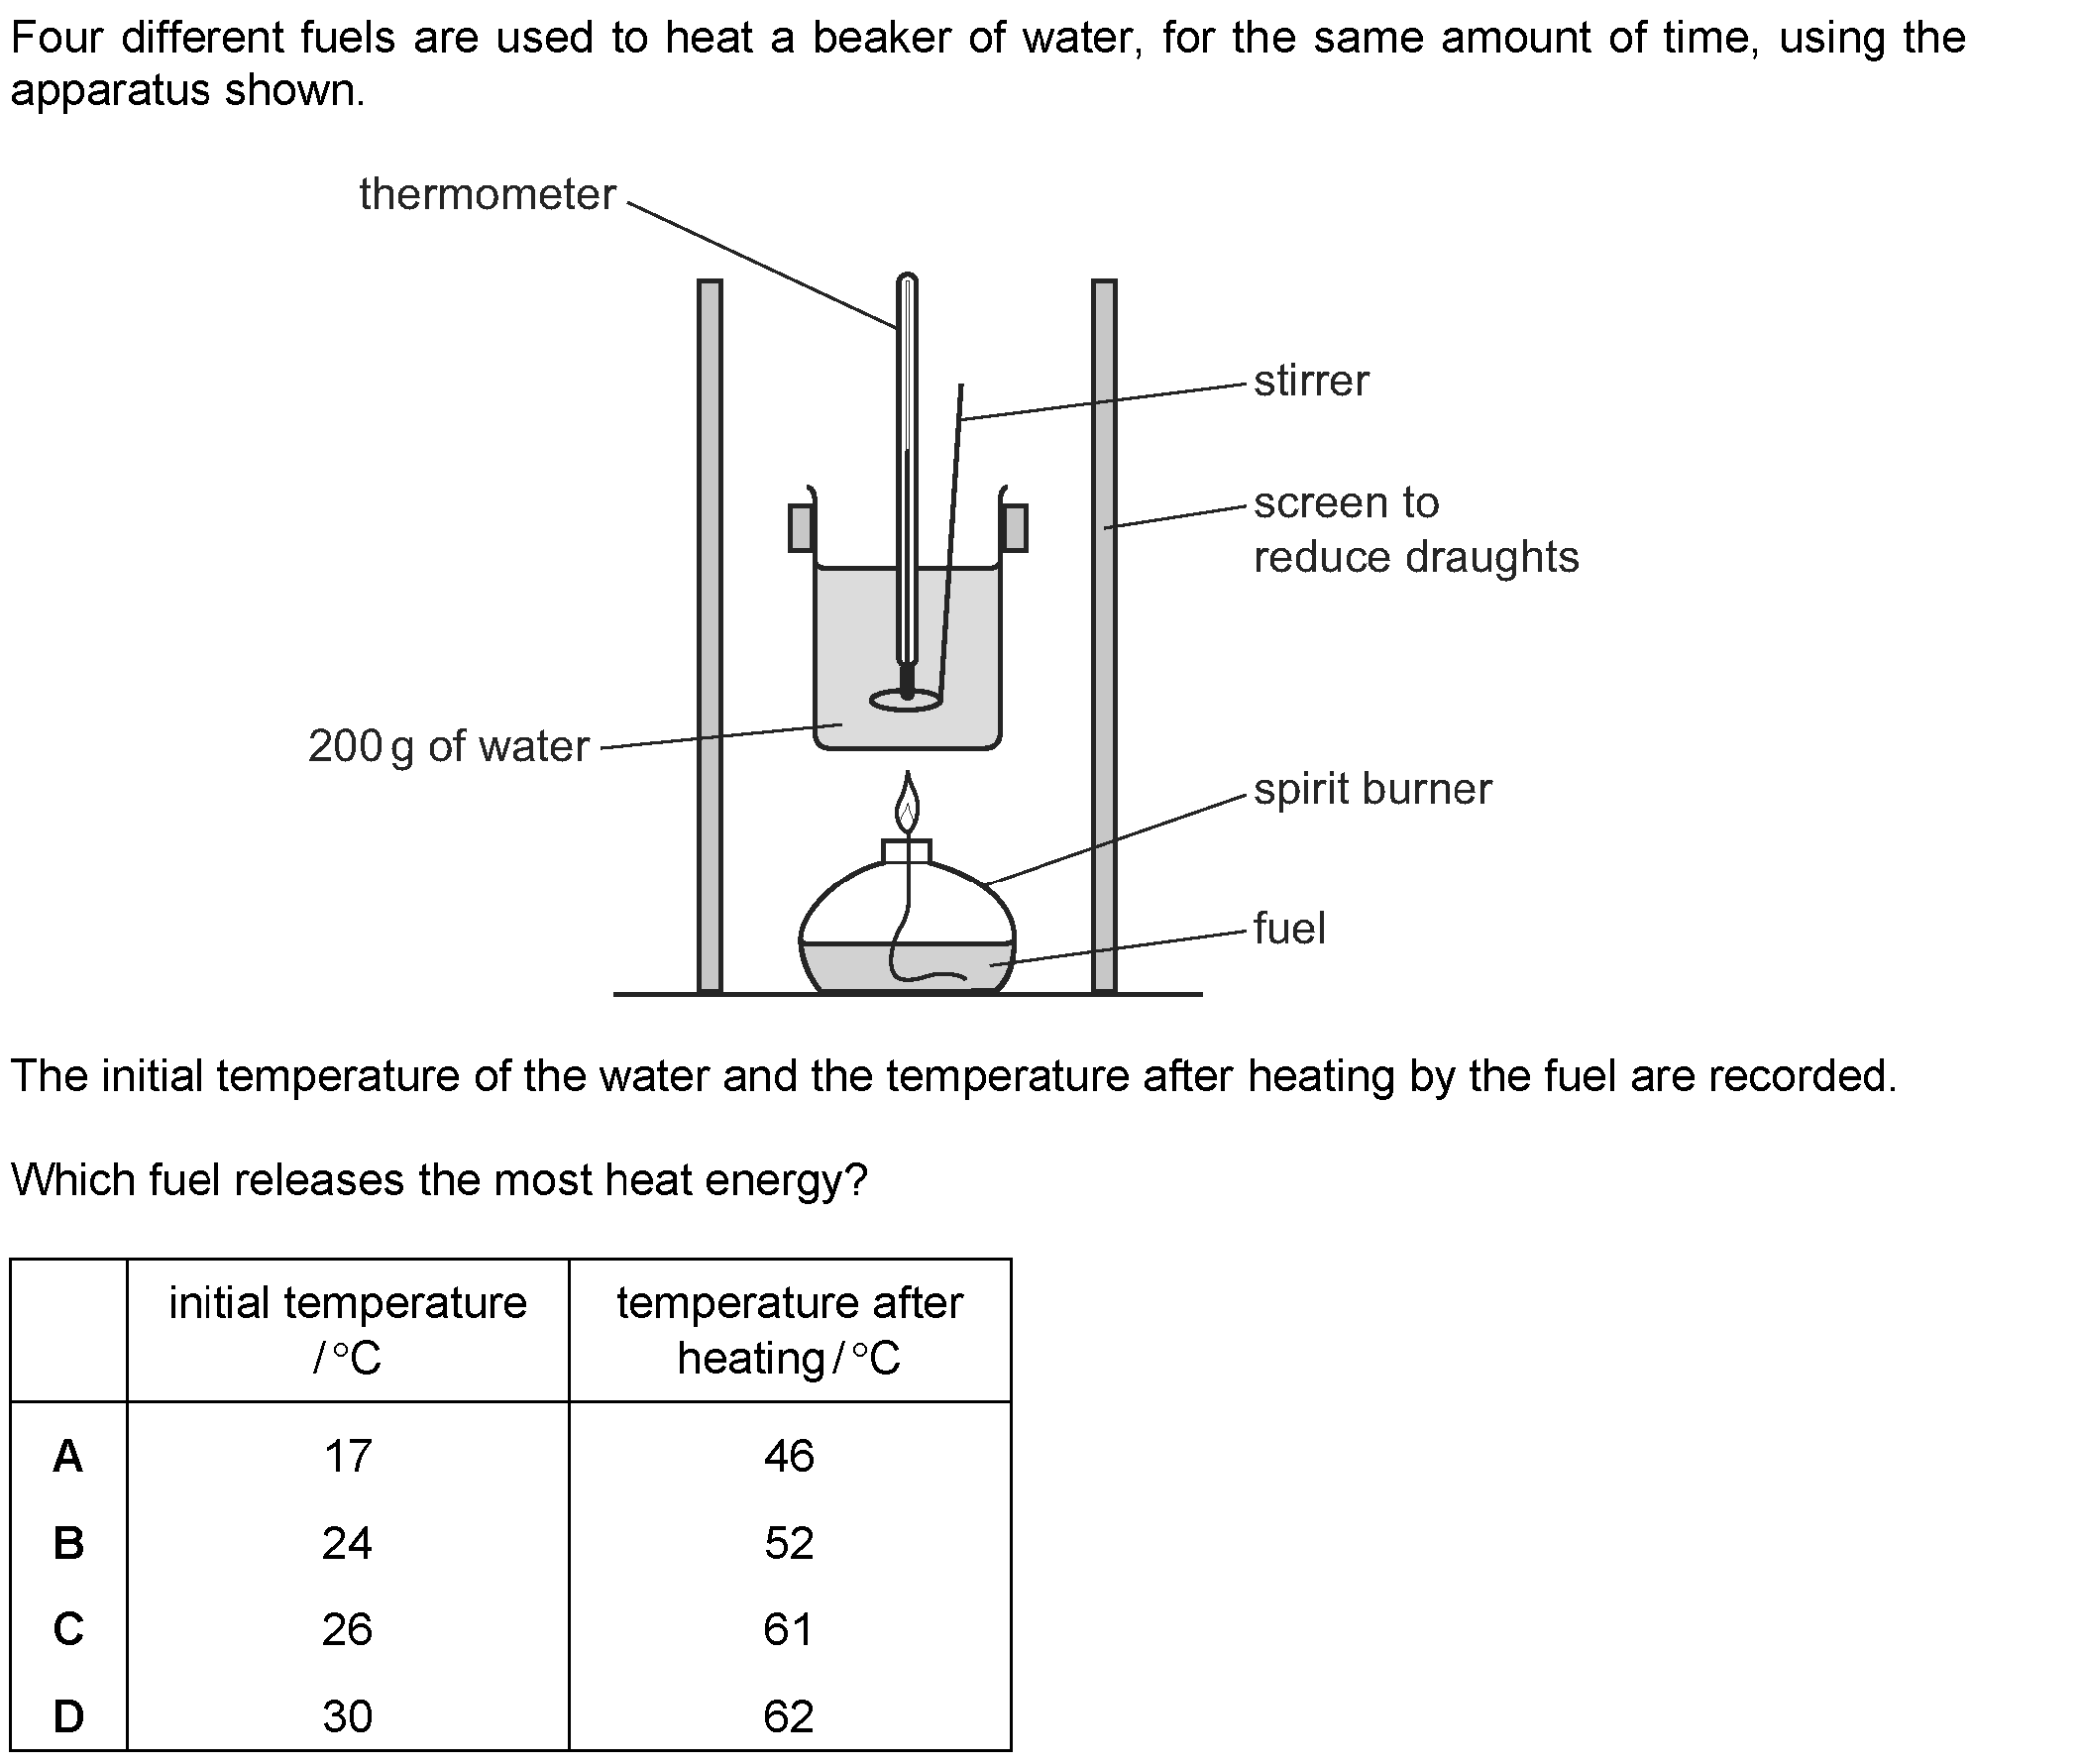 Four different fuels are used to heat a beaker of water, for the same amount of time, using the
apparatus shown.
thermometer
stirrer
screen to
reduce draughts
200 g of water
spirit burner
fuel
The initial temperature of the water and the temperature after heating by the fuel are recorded.
Which fuel releases the most heat energy?
initial temperature
/ °C
temperature after
heating / °C
A 17 46
B 24 52
C 26 61
D 30 62